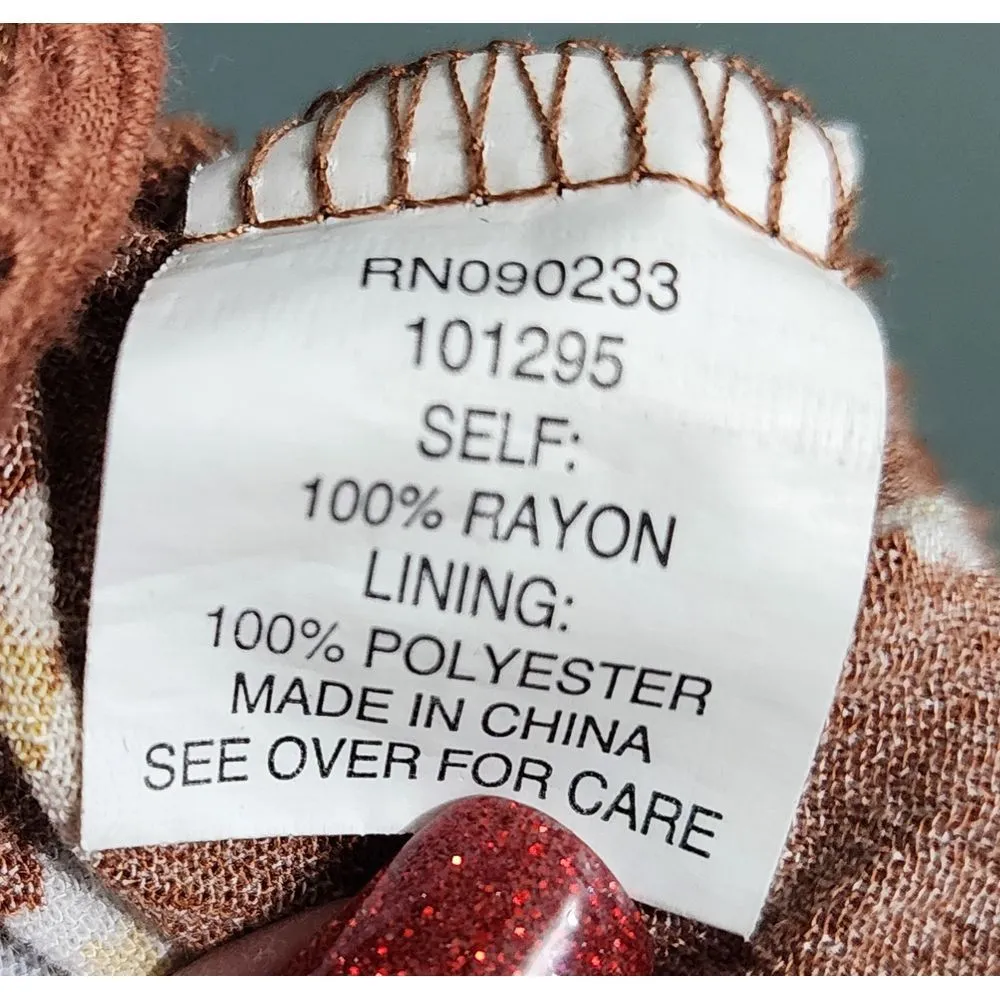 RN090233
101295
SELF:
100% RAYON
LINING:
100% POLYESTER
MADE IN CHINA
SEE OVER FOR CARE